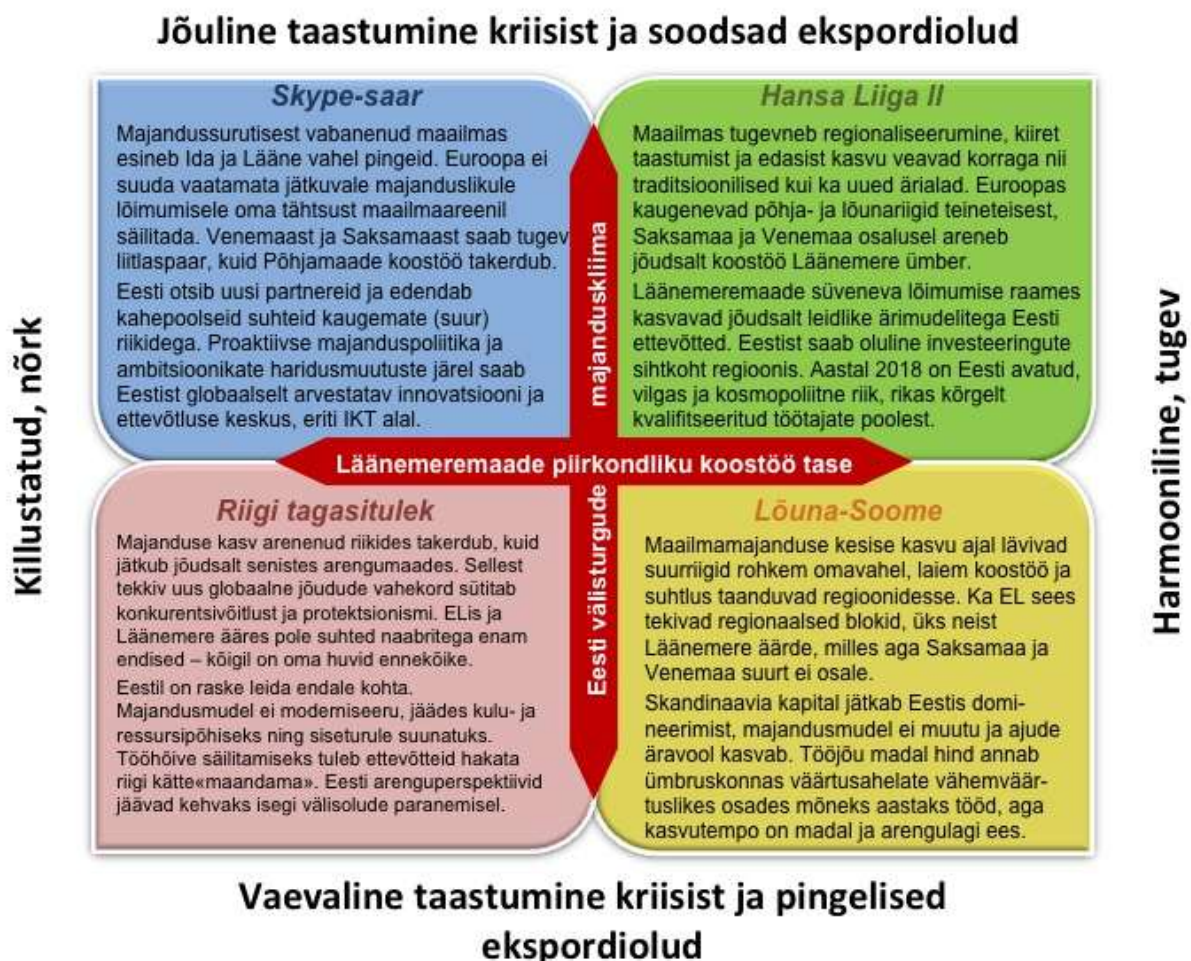 Jõuline taastumine kriisist ja soodsad ekspordiolud
Killustatud, nõrk
Skype-saar
Majandussurutisest vabanenud maailmas
esineb Ida ja Lääne vahel pingeid. Euroopa ei
suuda vaatamata jätkuvale majanduslikule
lõimumisele oma tähtsust maailmaareenil
säilitada. Venemaast ja Saksamaast saab tugev
liitlaspaar, kuid Põhjamaade koostöö takerdub.
Eesti otsib uusi partnereid ja edendab
kahepoolseid suhteid kaugemate (suur)
riikidega. Proaktiivse majanduspoliitika ja
ambitsioonikate haridusmuutuste järel saab
Eestist globaalselt arvestatav innovatsiooni ja
ettevõtluse keskus, eriti IKT alal.
Hansa Liiga II
Maailmas tugevneb regionaliseerumine, kiiret
taastumist ja edasist kasvu veavad korraga nii
traditsioonilised kui ka uued ärialad. Euroopas
kaugenevad põhja- ja lõunariigid teineteisest,
Saksamaa ja Venemaa osalusel areneb
jõudsalt koostöö Läänemere ümber.
Läänemeremaade süveneva lõimumise raames
kasvavad jõudsalt leidlike ärimudelitega Eesti
ettevõtted. Eestist saab oluline investeeringute
sihtkoht regioonis. Aastal 2018 on Eesti avatud,
vilgas ja kosmopoliitne riik, rikas kõrgelt
kvalifitseeritud töötajate poolest.
Eesti välisturgude majanduskliima
Läänemeremaade piirkondliku koostöö tase
Riigi tagasitulek
Majanduse kasv arenenud riikides takerdub, kuid
jätkub jõudsalt senistes arengumaades. Sellest
tekkiv uus globaalne jõudude vahekord sütitab
konkurentsivõitlust ja protektsionismi. ELis ja
Läänemere ääres pole suhted naabritega enam
endised – kõigil on oma huvid ennekõike.
Eestil on raske leida endale kohta.
Majandusmudel ei moderniseeru, jäädes kulu- ja
ressursipõhiseks ning siseturule suunatuks.
Tööhõive säilitamiseks tuleb ettevõtteid hakata
riigi kätte«maandama». Eesti arenguperspektiivid
jäävad kehvaks isegi välisolude paranemisel.
Lõuna-Soome
Maailmamajanduse kesise kasvu ajal lävivad
suurriigid rohkem omavahel, laiem koostöö ja
suhtlus taanduvad regioonidesse. Ka EL sees
tekivad regionaalsed blokid, üks neist
Läänemere äärde, milles aga Saksamaa ja
Venemaa suurt ei osale.
Skandinaavia kapital jätkab Eestis domi-
neerimist, majandusmudel ei muutu ja ajude
äravool kasvab. Tööjõu madal hind annab
ümbruskonnas väärtusahelate vähemväär-
tuslikes osades mõneks aastaks tööd, aga
kasvutempo on madal ja arengulagi ees.
Harmooniline, tugev
Vaevaline taastumine kriisist ja pingelised
ekspordiolud